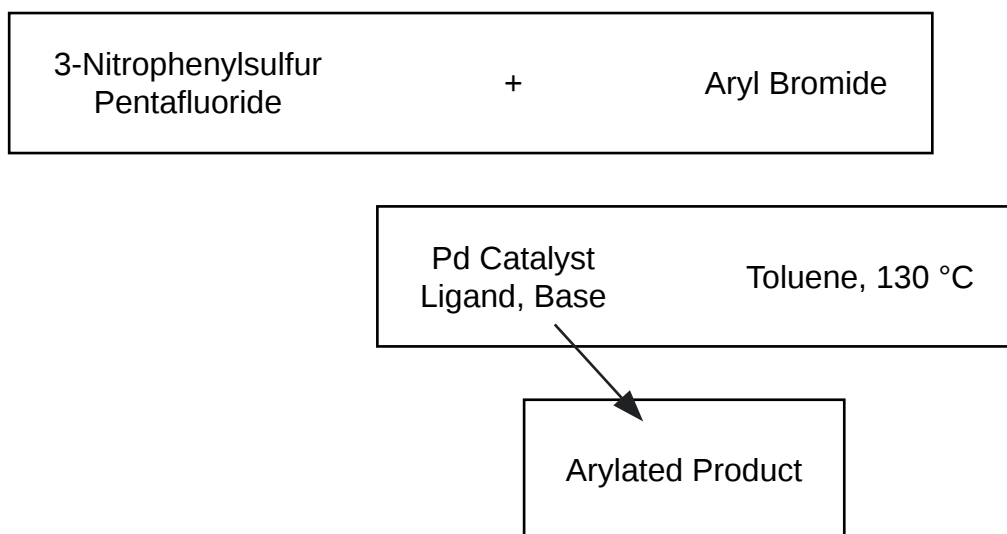 3-Nitrophenylsulfur
Pentafluoride
+
Aryl Bromide
Pd Catalyst
Ligand, Base
Toluene, 130 °C
Arylated Product